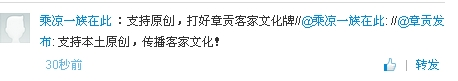 乘凉一族在此 ：支持原创，打好章贡客家文化牌//@乘凉一族在此: //@章贡发
布: 支持本土原创，传播客家文化！
30秒前 | 转发